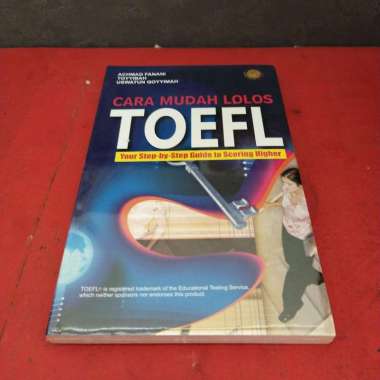 ACHMAD FANANI
TOYYIBAH
USWATUN QOYYIMAH
CARA MUDAH LOLOS
TOEFL
Your Step-by-Step Guide to Scoring Higher
TOEFL® is registered trademark of the Educational Testing Service,
which neither sponsors nor endorses this product.